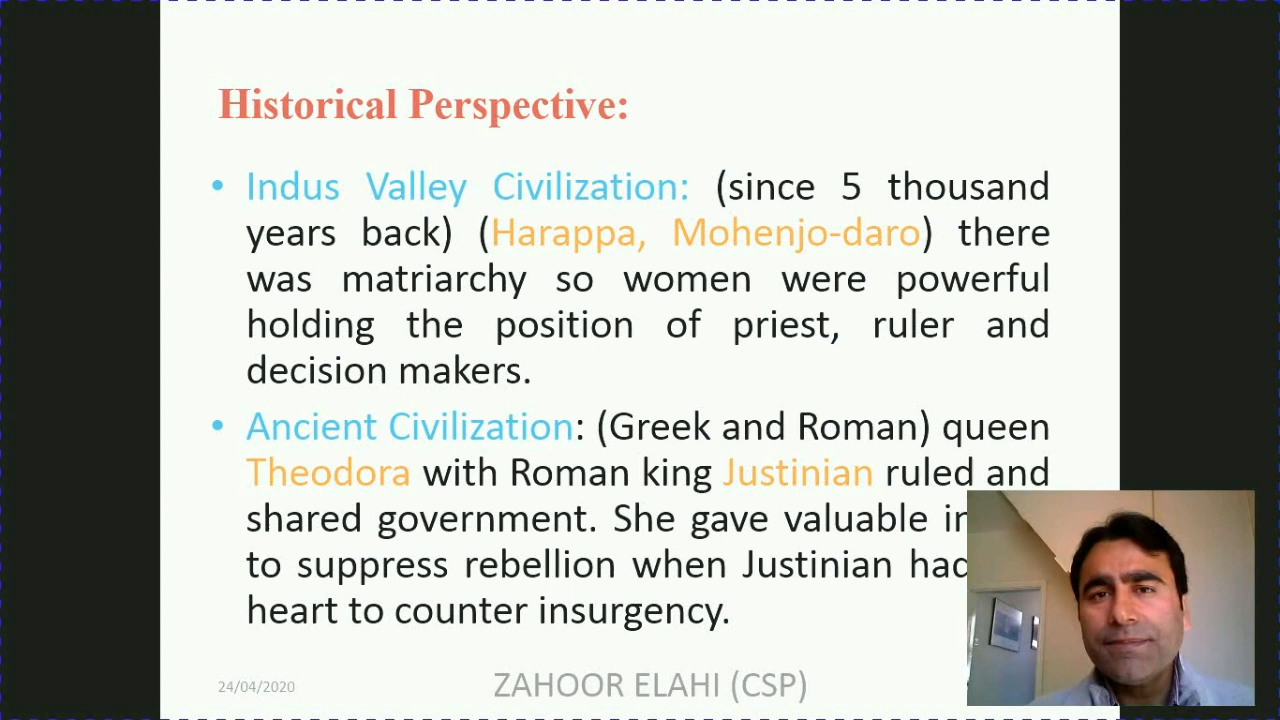 Historical Perspective:
• Indus Valley Civilization: (since 5 thousand
years back) (Harappa, Mohenjo-daro) there
was matriarchy so women were powerful
holding the position of priest, ruler and
decision makers.
• Ancient Civilization: (Greek and Roman) queen
Theodora with Roman king Justinian ruled and
shared government. She gave valuable
to suppress rebellion when Justinian had
heart to counter insurgency.
24/04/2020
ZAHOOR ELAHI (CSP)